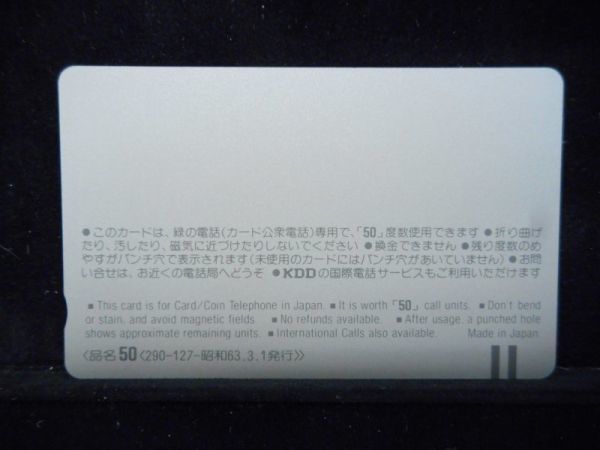 ●このカードは、緑の電話(カード公衆電話)専用で、「50」度数使用できます ●折り曲げ
たり、汚したり、磁気に近づけたりしないでください ●換金できません ●残り度数のめ
やすがパンチ穴で表示されます(未使用のカードにはパンチ穴があいていません) ●お問
い合せは、お近くの電話局へどうぞ ●KDDの国際電話サービスもご利用いただけます
■This card is for Card/Coin Telephone in Japan. ■It is worth「50」call units. ■Don't bend
or stain, and avoid magnetic fields ■No refunds available. ■After usage, a punched hole
shows approximate remaining units. ■International Calls also available. Made in Japan
〈品名50〈290-127-昭和63.3.1発行〉〉